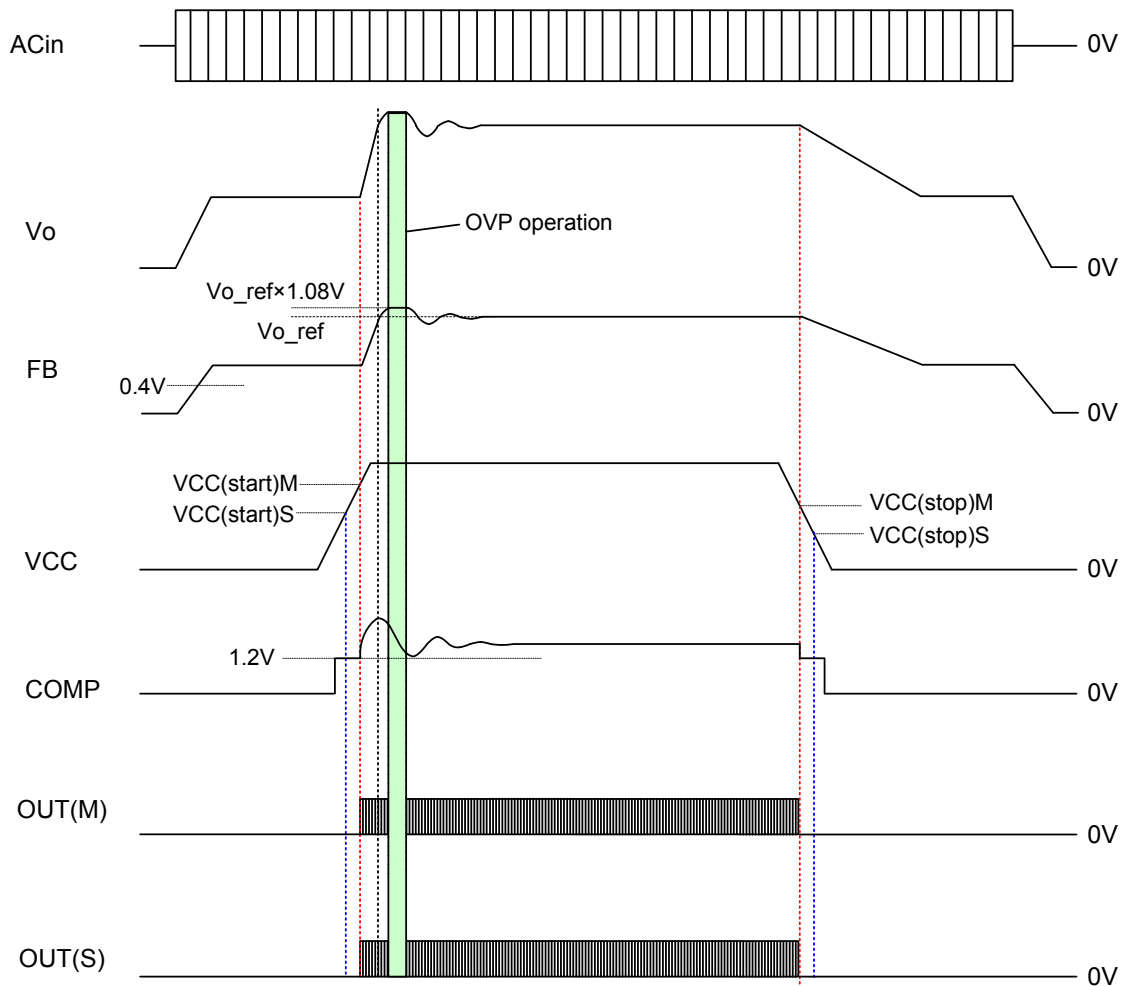 ACin
0V
Vo
OVP operation
0V
Vo_ref×1.08V
Vo_ref
FB
0.4V
0V
VCC(start)M
VCC(start)S
VCC(stop)M
VCC(stop)S
VCC
0V
1.2V
COMP
0V
OUT(M)
0V
OUT(S)
0V